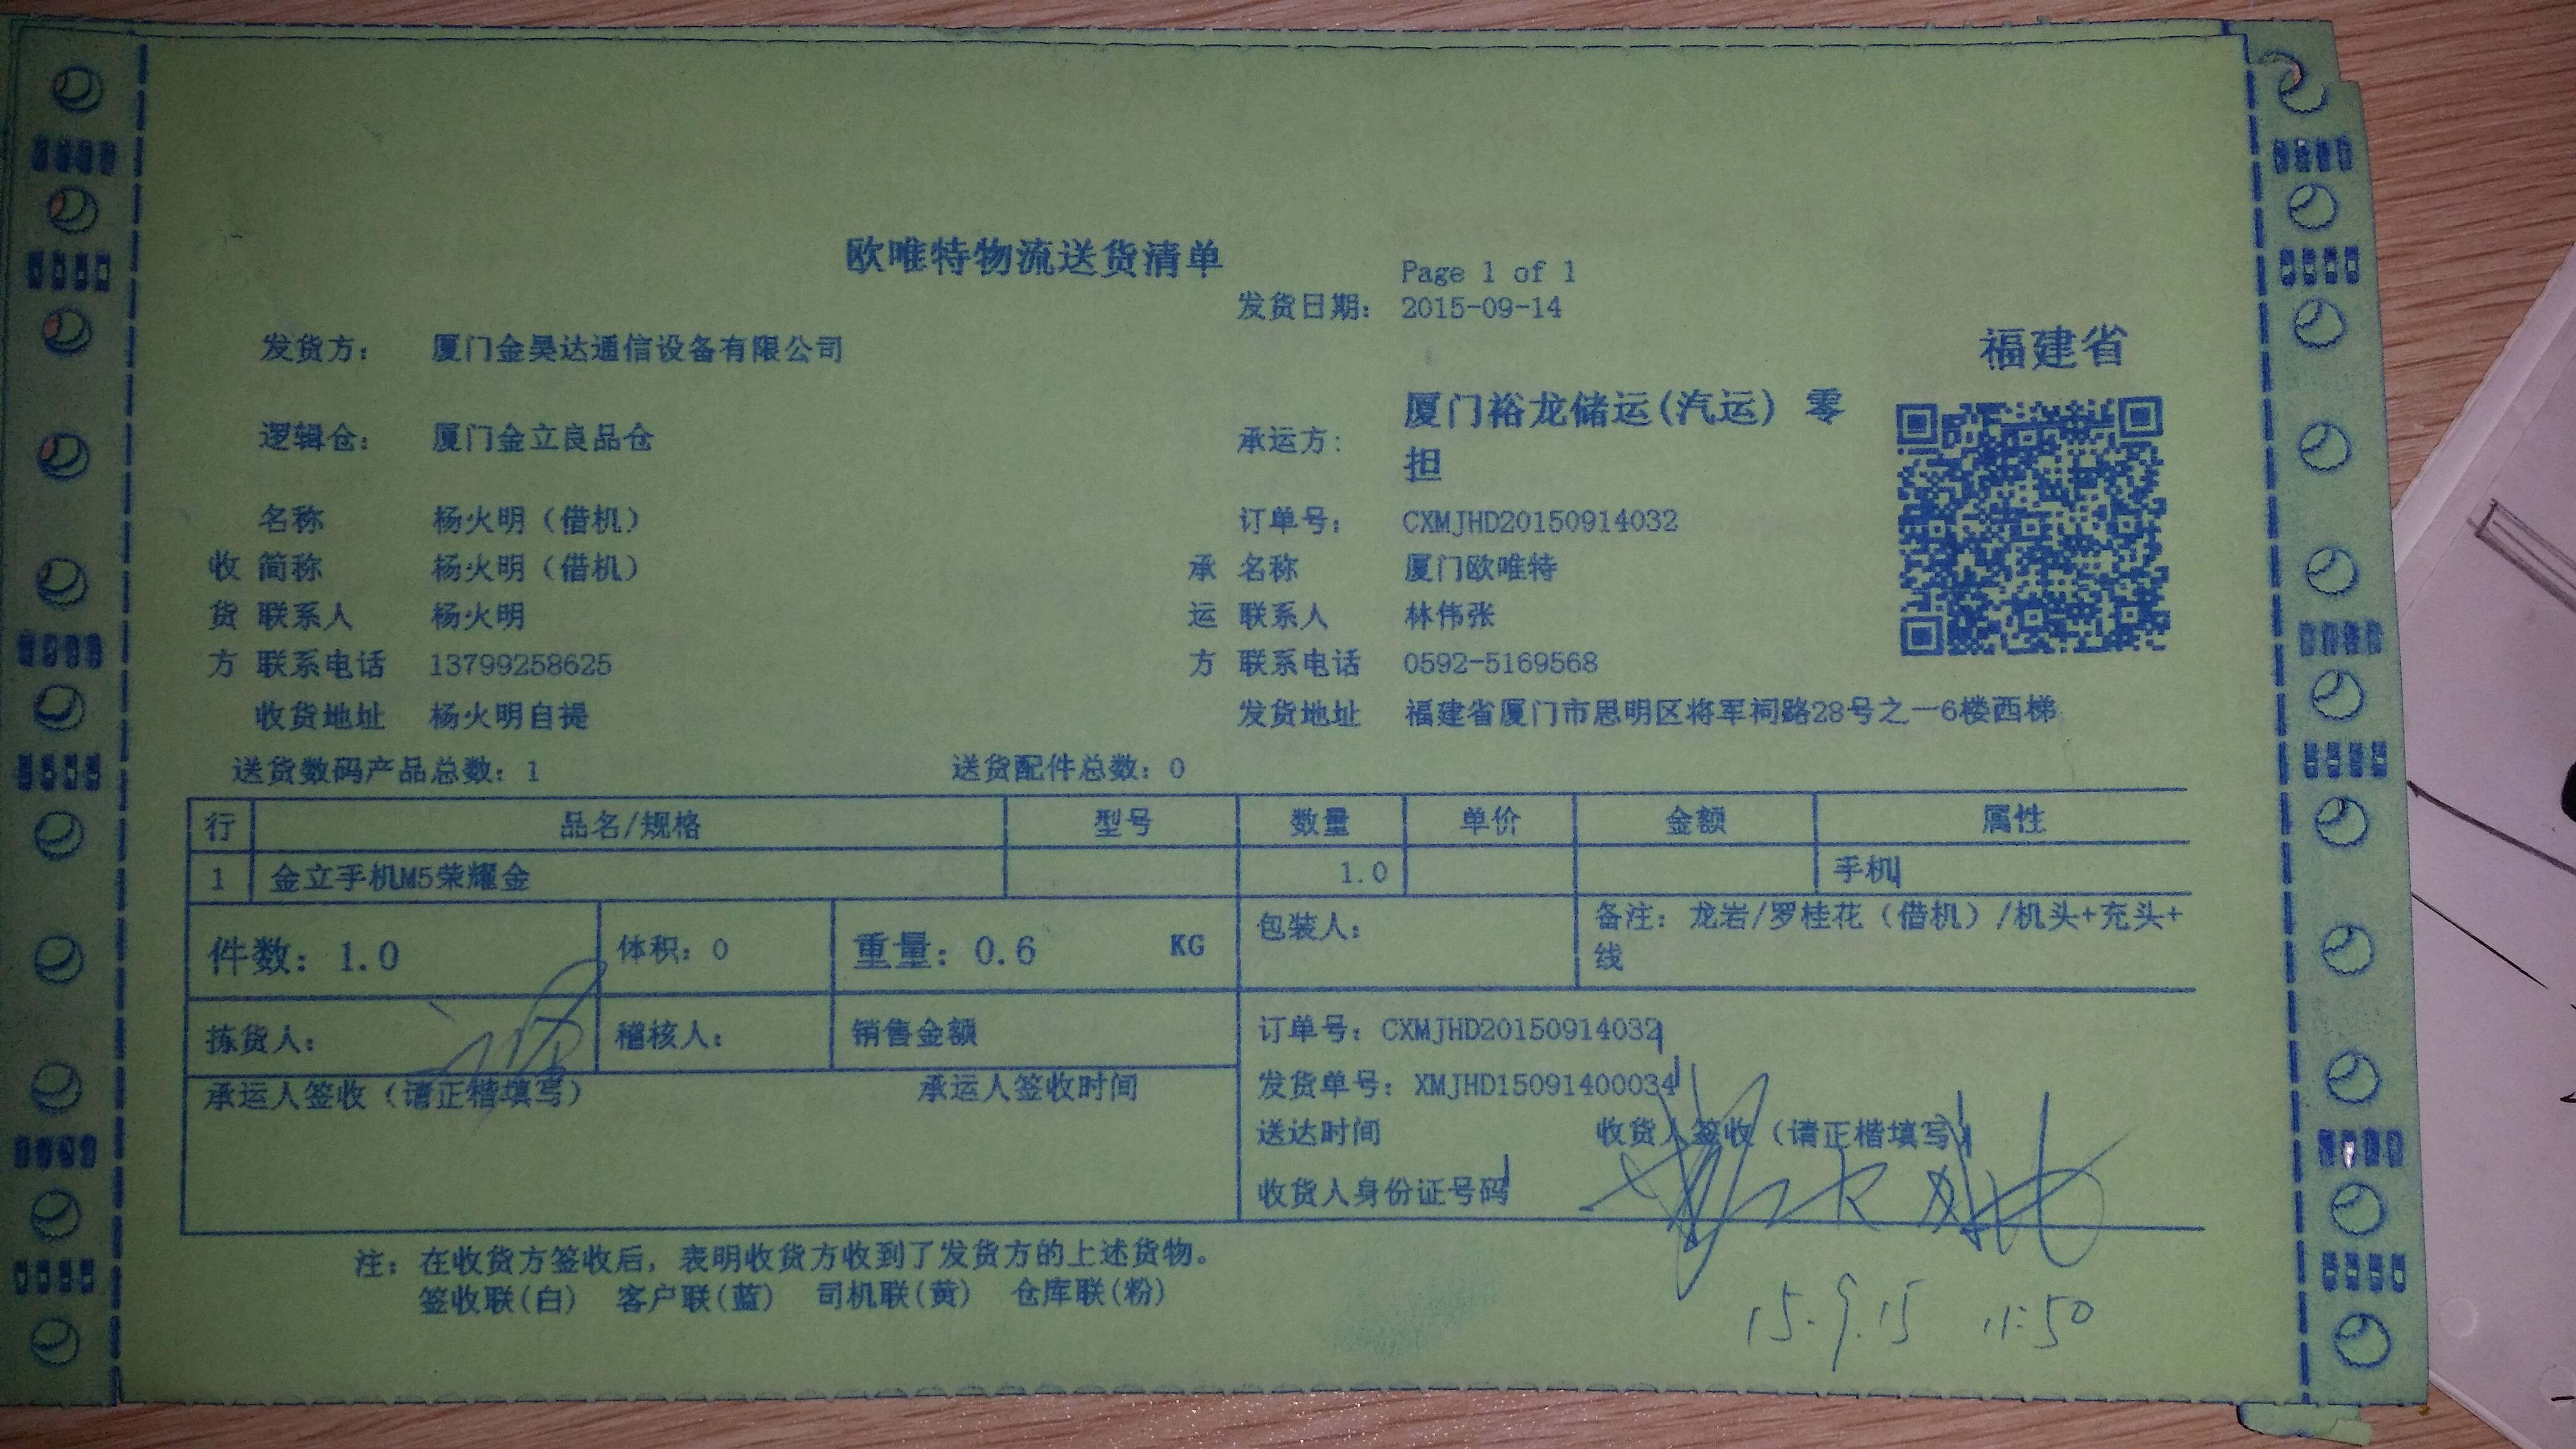 欧唯特物流送货清单
Page 1 of 1
发货日期： 2015-09-14
发货方： 厦门金昊达通信设备有限公司
福建省
逻辑仓： 厦门金立良品仓
承运方： 厦门裕龙储运(汽运) 零
担
名称 杨火明（借机）
订单号： CXMJHD20150914032
收 简称 杨火明（借机）
承 名称 厦门欧唯特
货 联系人 杨火明
运 联系人 林伟张
方 联系电话 13799258625
方 联系电话 0592-5169568
收货地址 杨火明自提
发货地址 福建省厦门市思明区将军祠路28号之一6楼西梯
送货数码产品总数：1 送货配件总数：0
行 品名/规格 型号 数量 单价 金额 属性
1 金立手机M5荣耀金 1.0 手机
件数：1.0 体积：0 重量：0.6 KG 包装人： 备注：龙岩/罗桂花（借机）/机头+充头+
线
拣货人： 稽核人： 销售金额
订单号：CXMJHD20150914032
承运人签收（请正楷填写） 承运人签收时间
发货单号：XMJHD15091400034
送达时间 收货人签收（请正楷填写）
收货人身份证号码
注：在收货方签收后，表明收货方收到了发货方的上述货物。
签收联(白) 客户联(蓝) 司机联(黄) 仓库联(粉)
15.9.15 11:50